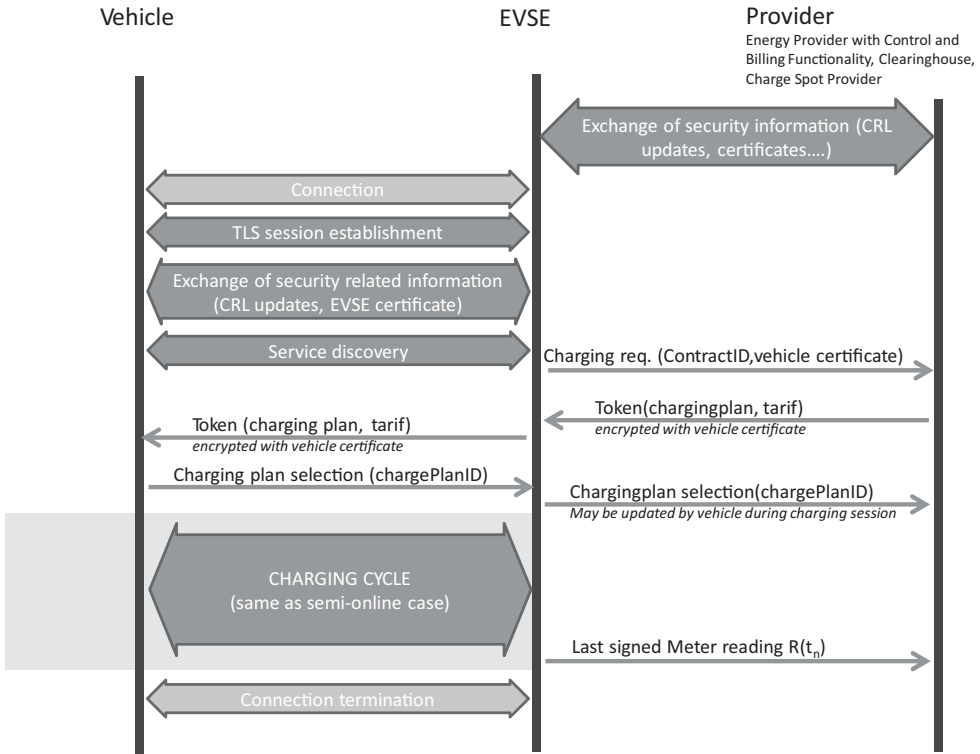 Vehicle
EVSE
Provider
Energy Provider with Control and
Billing Functionality, Clearinghouse,
Charge Spot Provider
Exchange of security information (CRL
updates, certificates....)
Connection
TLS session establishment
Exchange of security related information
(CRL updates, EVSE certificate)
Service discovery
Charging req. (ContractID,vehicle certificate)
Token(chargingplan, tarif)
encrypted with vehicle certificate
Token (charging plan, tarif)
encrypted with vehicle certificate
Charging plan selection (chargePlanID)
Chargingplan selection(chargePlanID)
May be updated by vehicle during charging session
CHARGING CYCLE
(same as semi-online case)
Last signed Meter reading R(tn)
Connection termination